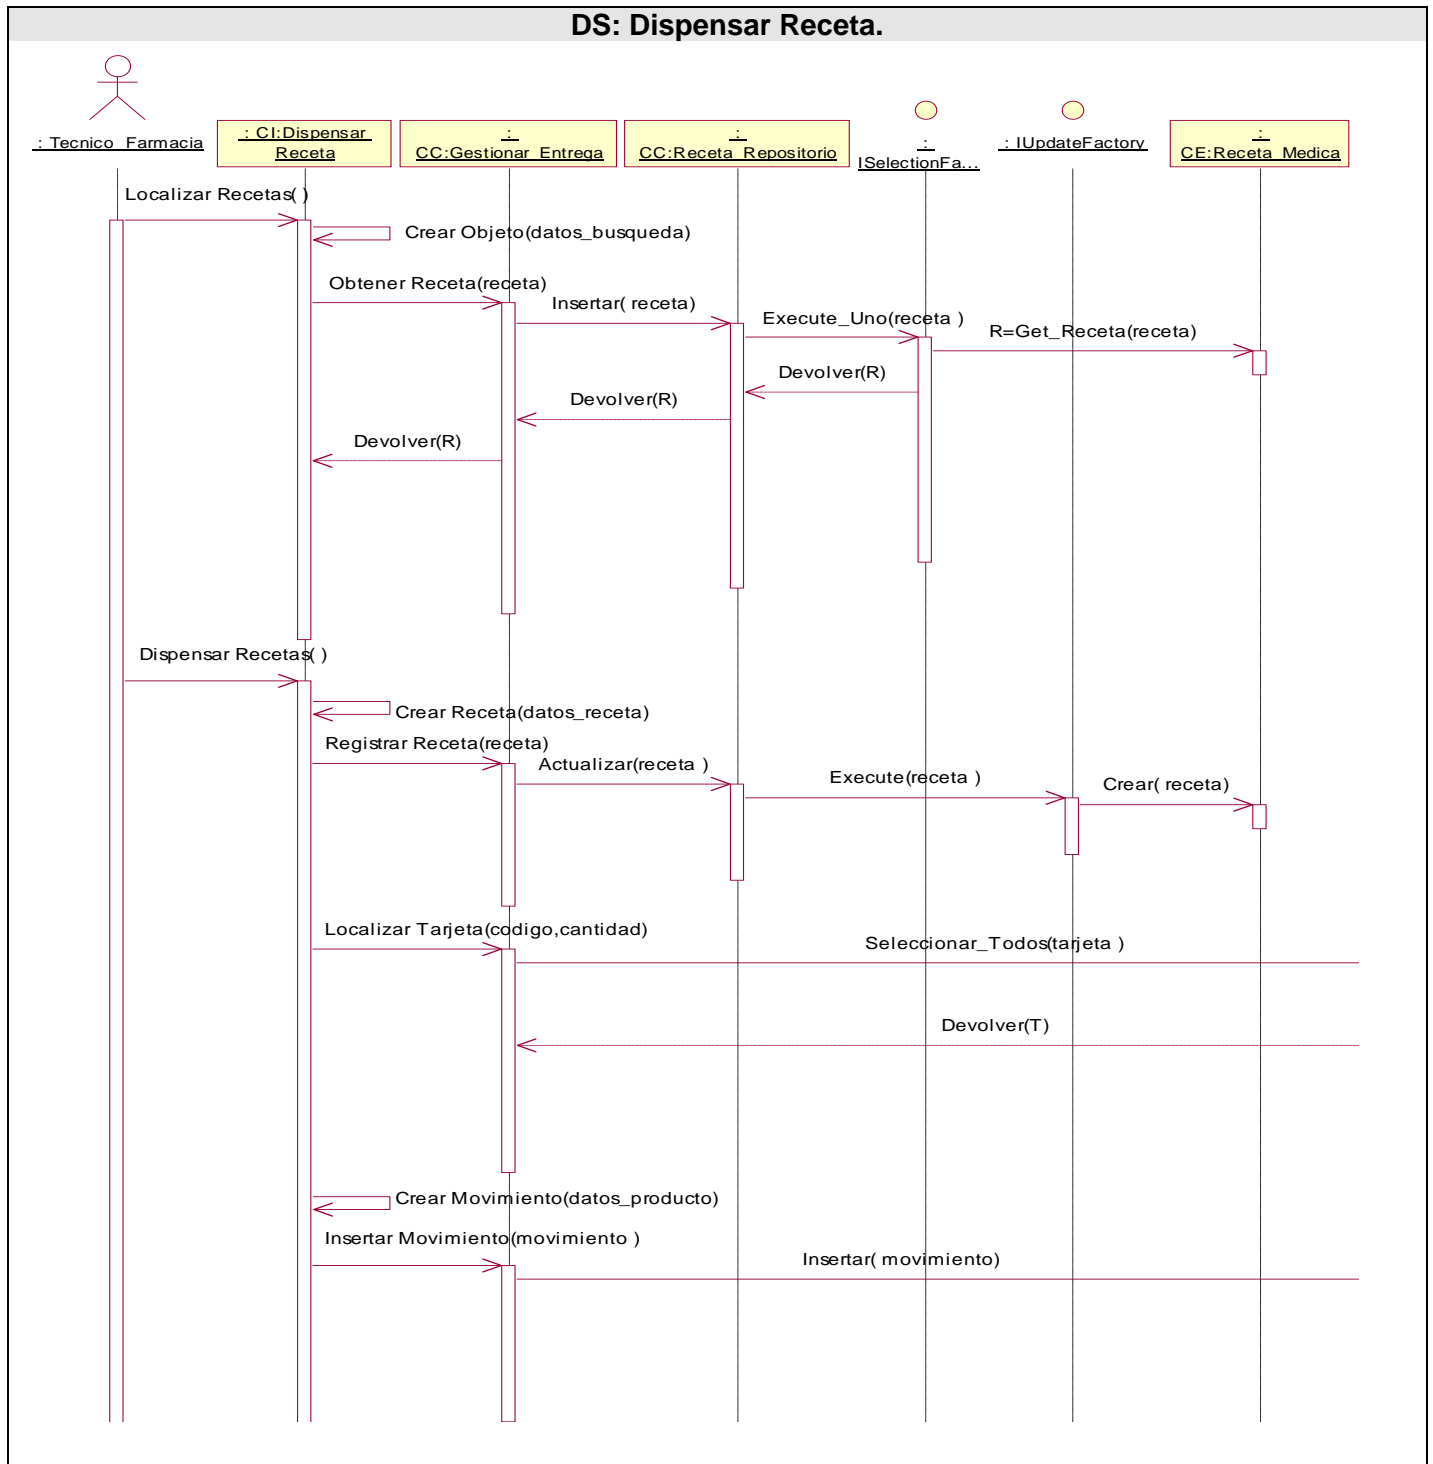 DS: Dispensar Receta.
: Tecnico_Farmacia
: CI:Dispensar
Receta
:
CC:Gestionar_Entrega
:
CC:Receta_Repositorio
:
ISelectionFa...
: IUpdateFactory
:
CE:Receta_Medica
Localizar Recetas( )
Crear Objeto(datos_busqueda)
Obtener Receta(receta)
Insertar( receta)
Execute_Uno(receta )
R=Get_Receta(receta)
Devolver(R)
Devolver(R)
Devolver(R)
Dispensar Recetas( )
Crear Receta(datos_receta)
Registrar Receta(receta)
Actualizar(receta )
Execute(receta )
Crear( receta)
Localizar Tarjeta(codigo,cantidad)
Seleccionar_Todos(tarjeta )
Devolver(T)
Crear Movimiento(datos_producto)
Insertar Movimiento(movimiento )
Insertar( movimiento)